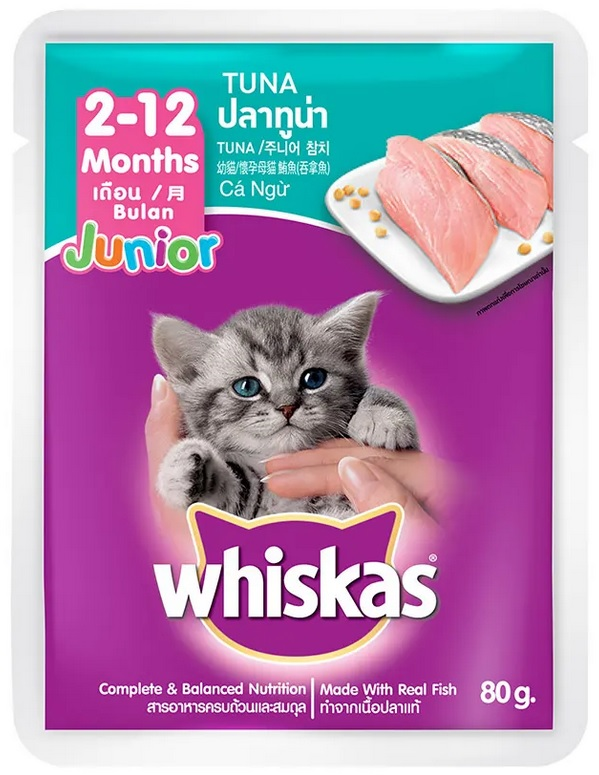 2-12
Months
เดือน / 月
Bulan
Junior
TUNA
ปลาทูน่า
TUNA /주니어 참치
幼貓/懷孕母貓 鮪魚(吞拿魚)
Cá Ngừ
whiskas®
Complete & Balanced Nutrition
สารอาหารครบถ้วนและสมดุล
Made With Real Fish
ทำจากเนื้อปลาแท้
80 g.